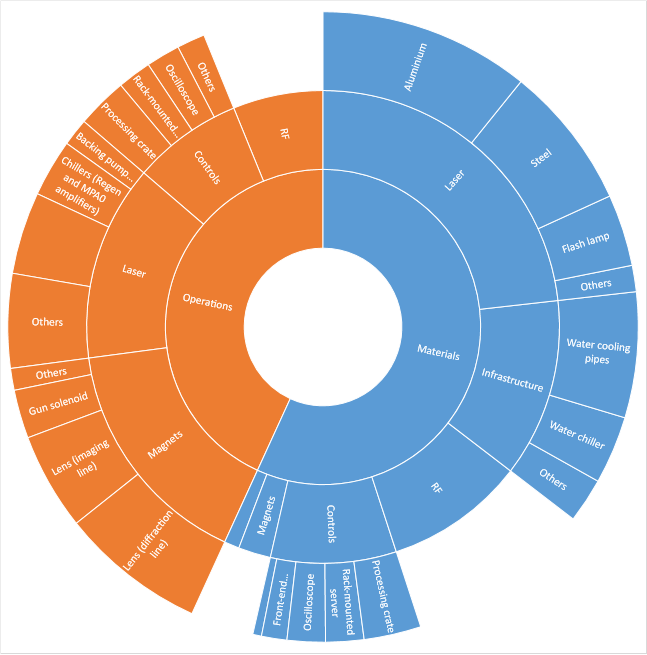 Materials
Laser
Aluminium
Steel
Flash lamp
Others
Infrastructure
Water cooling
pipes
Water chiller
Others
RF
Controls
Processing crate
Rack-mounted
server
Oscilloscope
Front-end...
Magnets
Operations
Magnets
Lens (diffraction
line)
Lens (imaging
line)
Gun solenoid
Others
Laser
Others
Chillers (Regen
and MPA0
amplifiers)
Backing pump...
Controls
Processing crate
Rack-mounted...
Oscilloscope
Others
RF